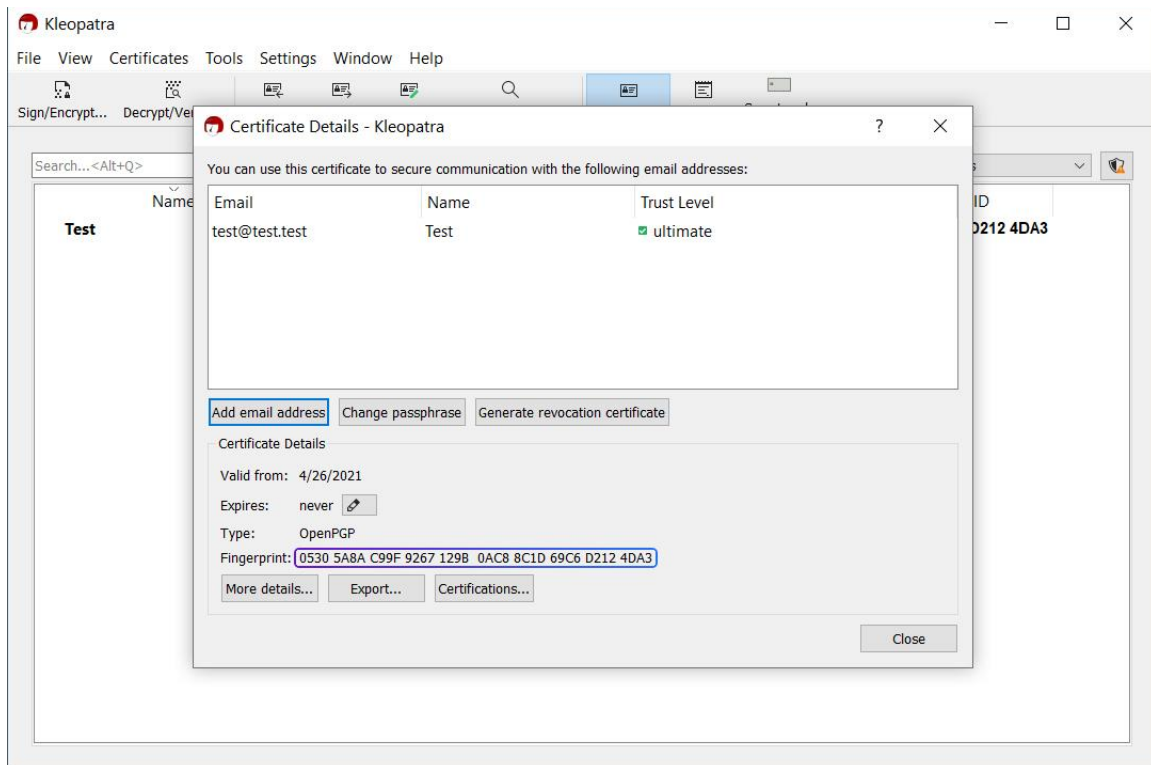 Kleopatra
File View Certificates Tools Settings Window Help
Sign/Encrypt... Decrypt/Ve
Certificate Details - Kleopatra ?
Search...<Alt+Q>
You can use this certificate to secure communication with the following email addresses:
Name
Email Name Trust Level
ID
Test
test@test.test Test ultimate
D212 4DA3
Add email address Change passphrase Generate revocation certificate
Certificate Details
Valid from: 4/26/2021
Expires: never
Type: OpenPGP
Fingerprint: 0530 5A8A C99F 9267 129B 0AC8 8C1D 69C6 D212 4DA3
More details... Export... Certifications...
Close